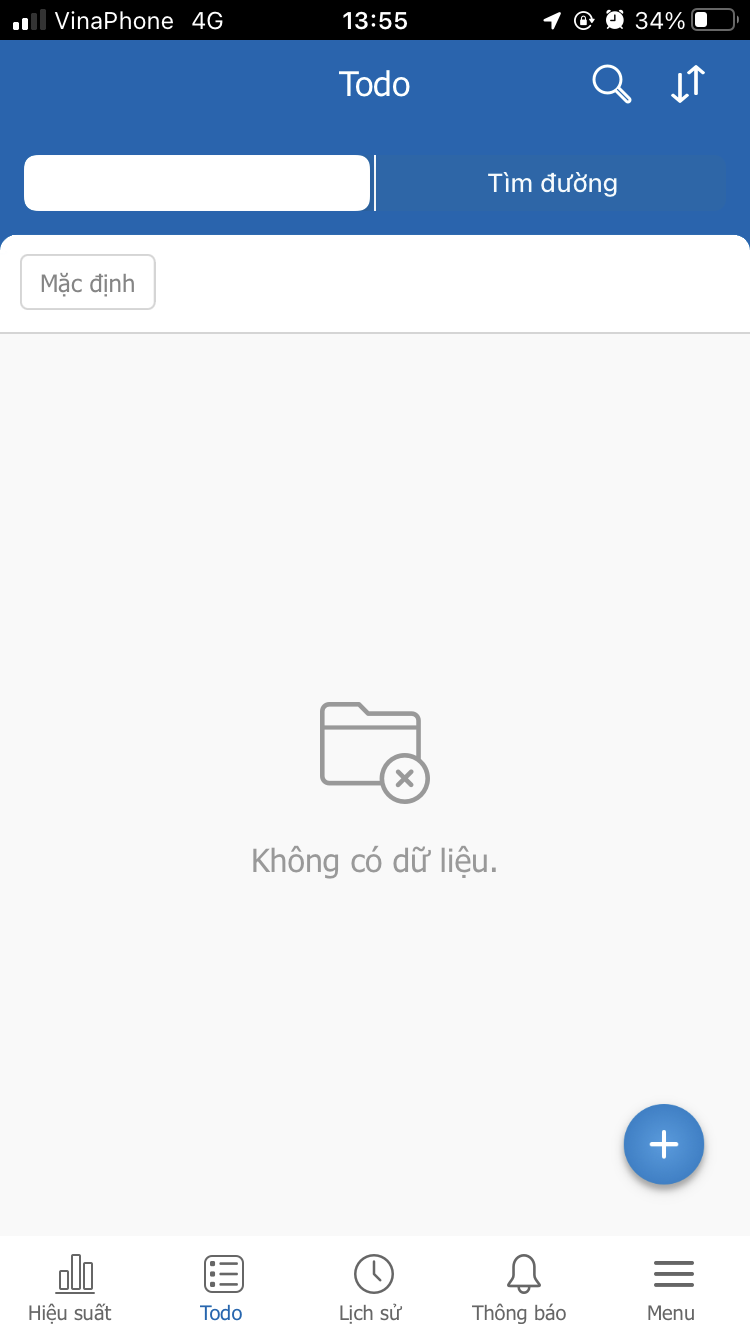 VinaPhone 4G 13:55 34%
Todo
Tìm đường
Mặc định
Không có dữ liệu.
Hiệu suất Todo Lịch sử Thông báo Menu